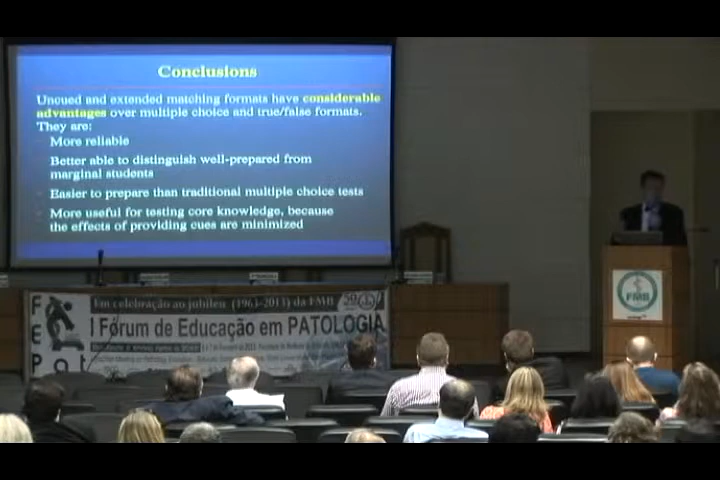 Conclusions
Uncued and extended matching formats have considerable
advantages over multiple choice and true/false formats.
They are:
More reliable
Better able to distinguish well-prepared from
marginal students
Easier to prepare than traditional multiple choice tests
More useful for testing core knowledge, because
the effects of providing cues are minimized
FMB
Em celebração ao jubileu (1963-2013) da FMB
I Fórum de Educação em PATOLOGIA
FEPat